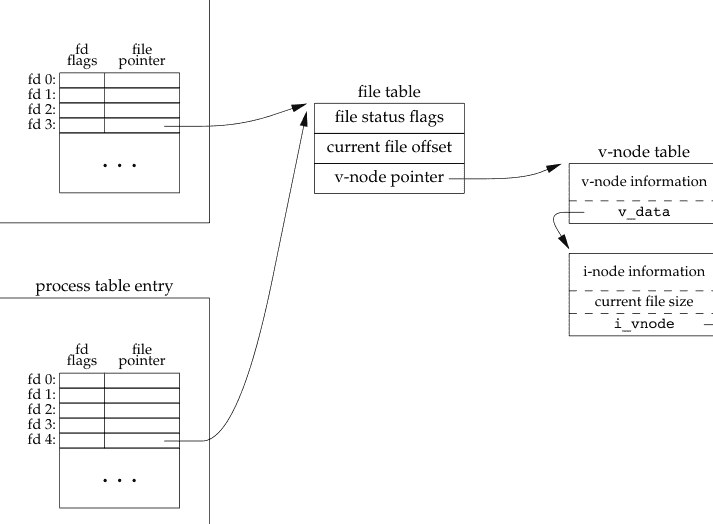 fd file
flags pointer
fd 0:
fd 1:
fd 2:
fd 3:
. . .
file table
file status flags
current file offset
v-node pointer
v-node table
v-node information
v_data
i-node information
current file size
i_vnode
process table entry
fd file
flags pointer
fd 0:
fd 1:
fd 2:
fd 3:
fd 4:
. . .